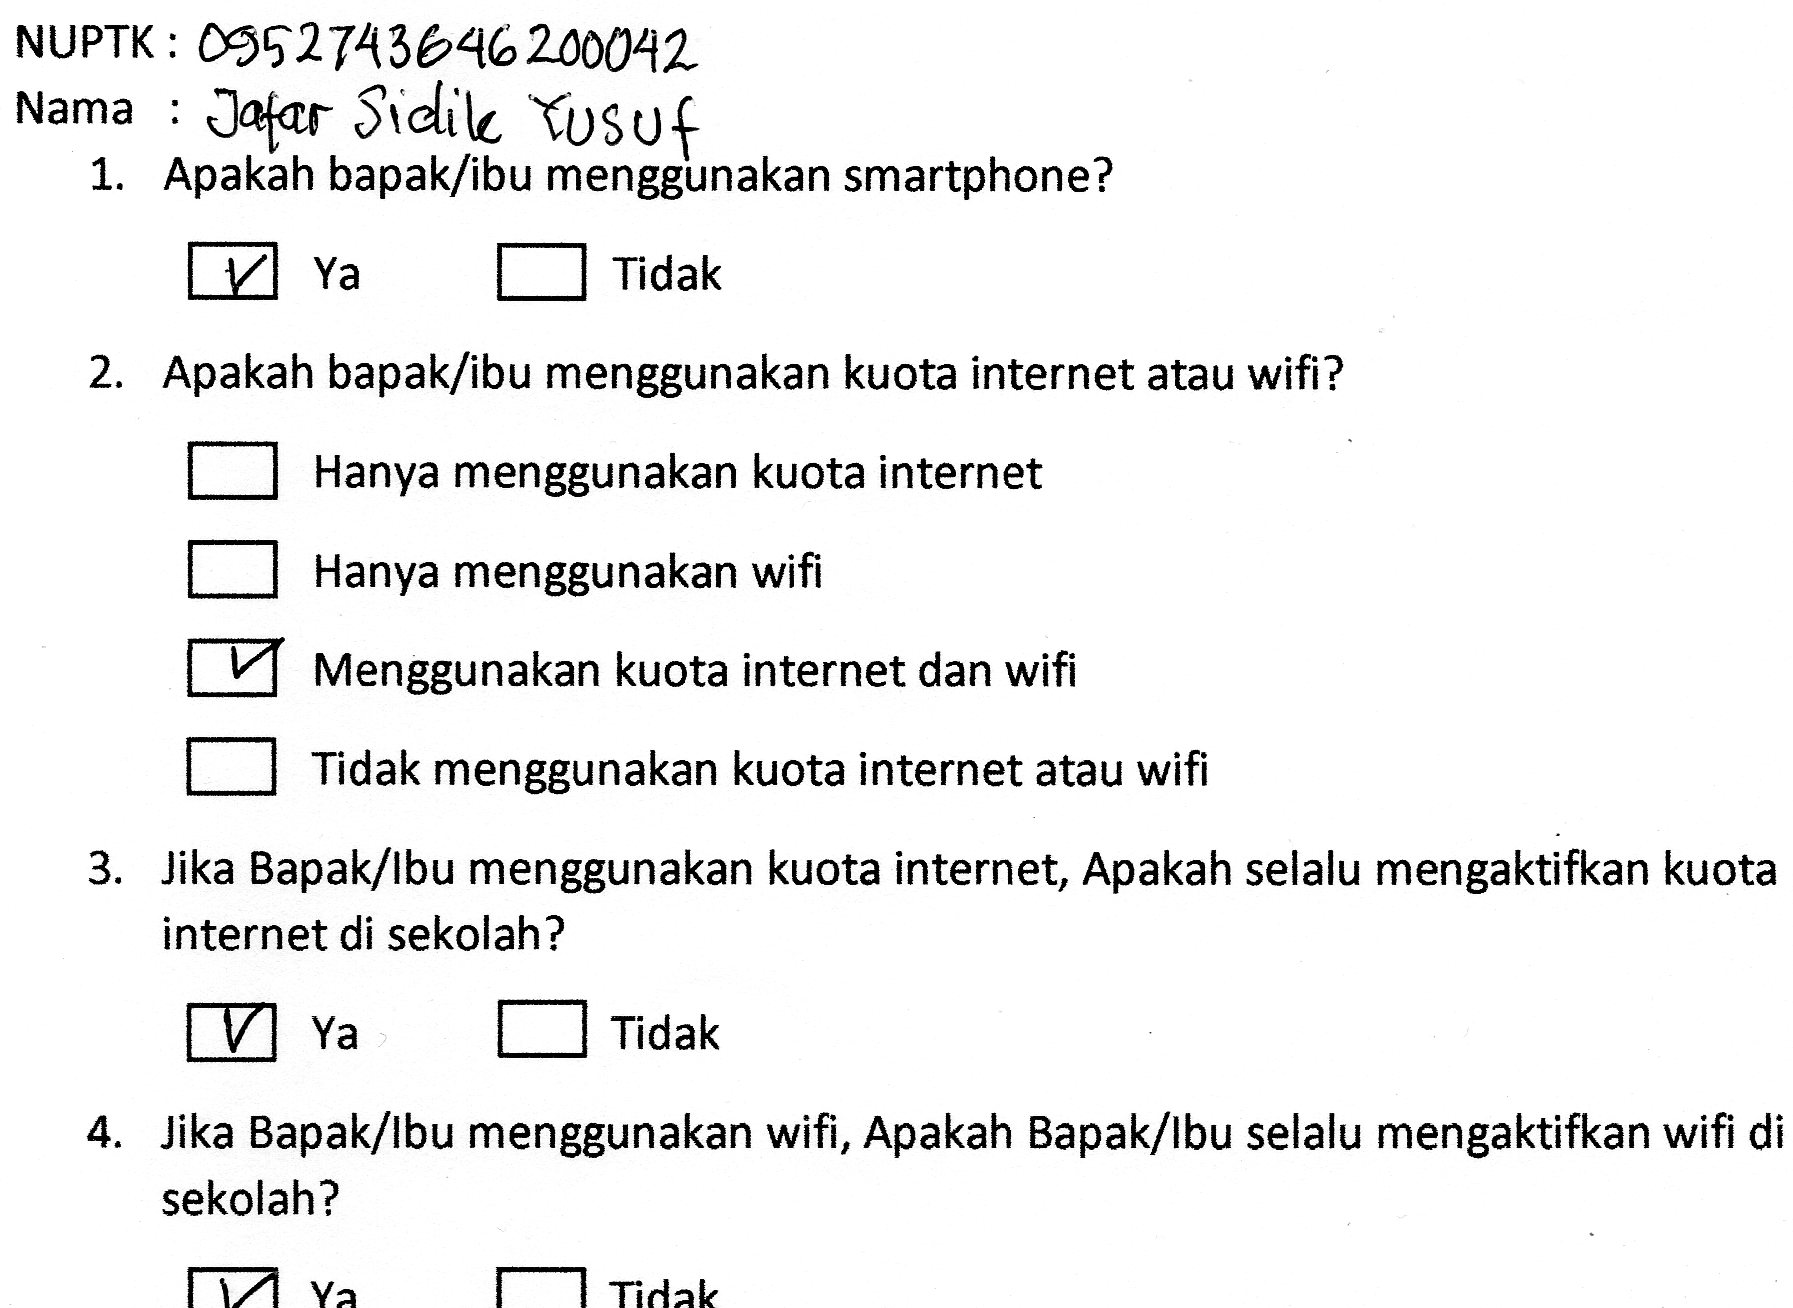 NUPTK : 0952743646200042
Nama : Jafar Sidik Yusuf
1. Apakah bapak/ibu menggunakan smartphone?
Ya Tidak
2. Apakah bapak/ibu menggunakan kuota internet atau wifi?
Hanya menggunakan kuota internet
Hanya menggunakan wifi
Menggunakan kuota internet dan wifi
Tidak menggunakan kuota internet atau wifi
3. Jika Bapak/Ibu menggunakan kuota internet, Apakah selalu mengaktifkan kuota
internet di sekolah?
Ya Tidak
4. Jika Bapak/Ibu menggunakan wifi, Apakah Bapak/Ibu selalu mengaktifkan wifi di
sekolah?
Ya Tidak